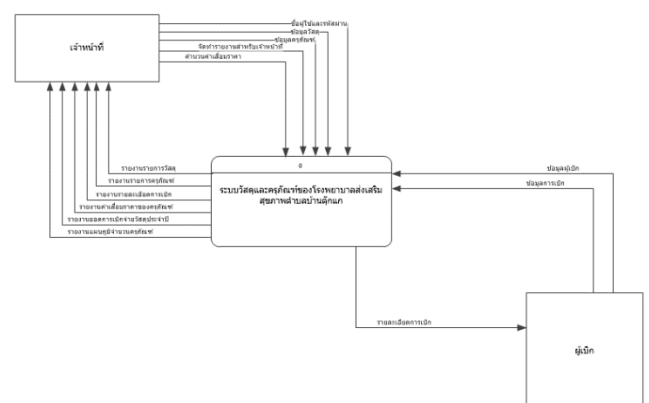 ชื่อผู้ใช้และรหัสผ่าน
ข้อมูลวัสดุ
ข้อมูลครุภัณฑ์
จัดทำรายงานสำหรับเจ้าหน้าที่
คำนวนค่าเสื่อมราคา
เจ้าหน้าที่
0
ระบบวัสดุและครุภัณฑ์ของโรงพยาบาลส่งเสริม
สุขภาพตำบลบ้านตุ๊กแก
รายงานรายการวัสดุ
รายงานรายการครุภัณฑ์
รายงานรายละเอียดการเบิก
รายงานค่าเสื่อมราคาของครุภัณฑ์
รายงานยอดการเบิกจ่ายวัสดุประจำปี
รายงานแผนภูมิจำนวนครุภัณฑ์
ข้อมูลผู้เบิก
ข้อมูลการเบิก
รายละเอียดการเบิก
ผู้เบิก